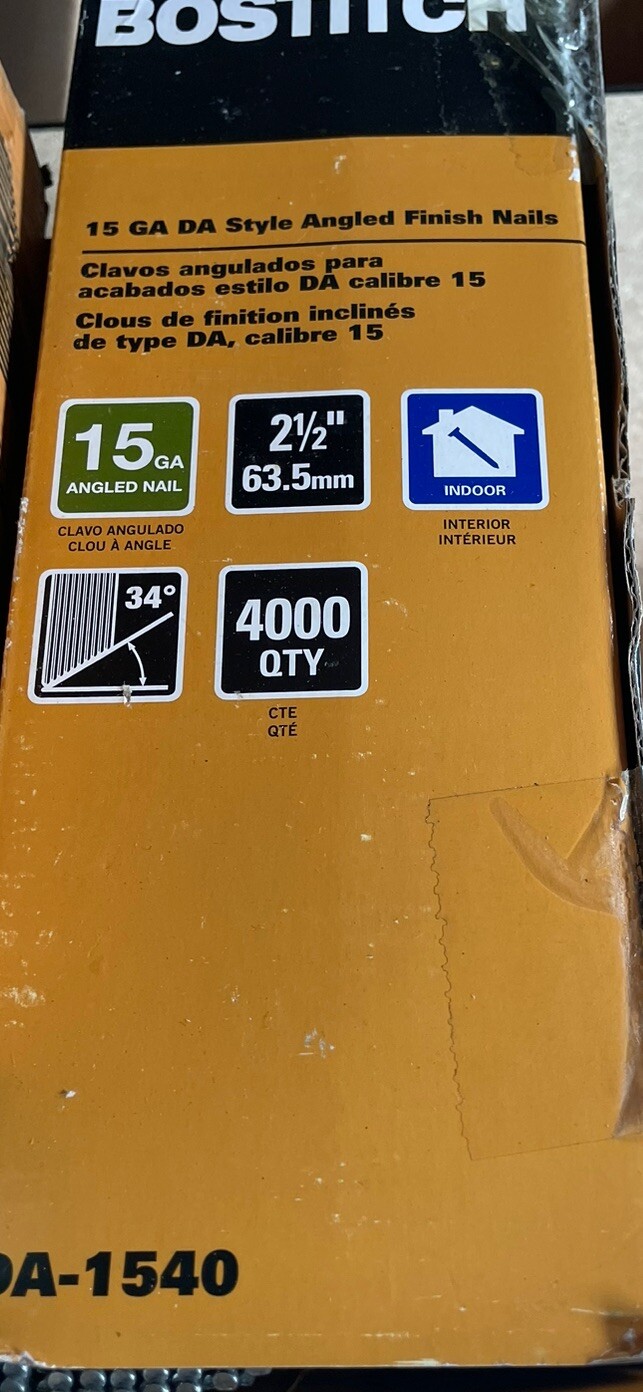 BOSTITCH
15 GA DA Style Angled Finish Nails
Clavos angulados para
acabados estilo DA calibre 15
Clous de finition inclinés
de type DA, calibre 15
15 GA
ANGLED NAIL
CLAVO ANGULADO
CLOU À ANGLE
2½"
63.5mm
INDOOR
INTERIOR
INTÉRIEUR
34°
4000
QTY
CTE
QTÉ
DA-1540